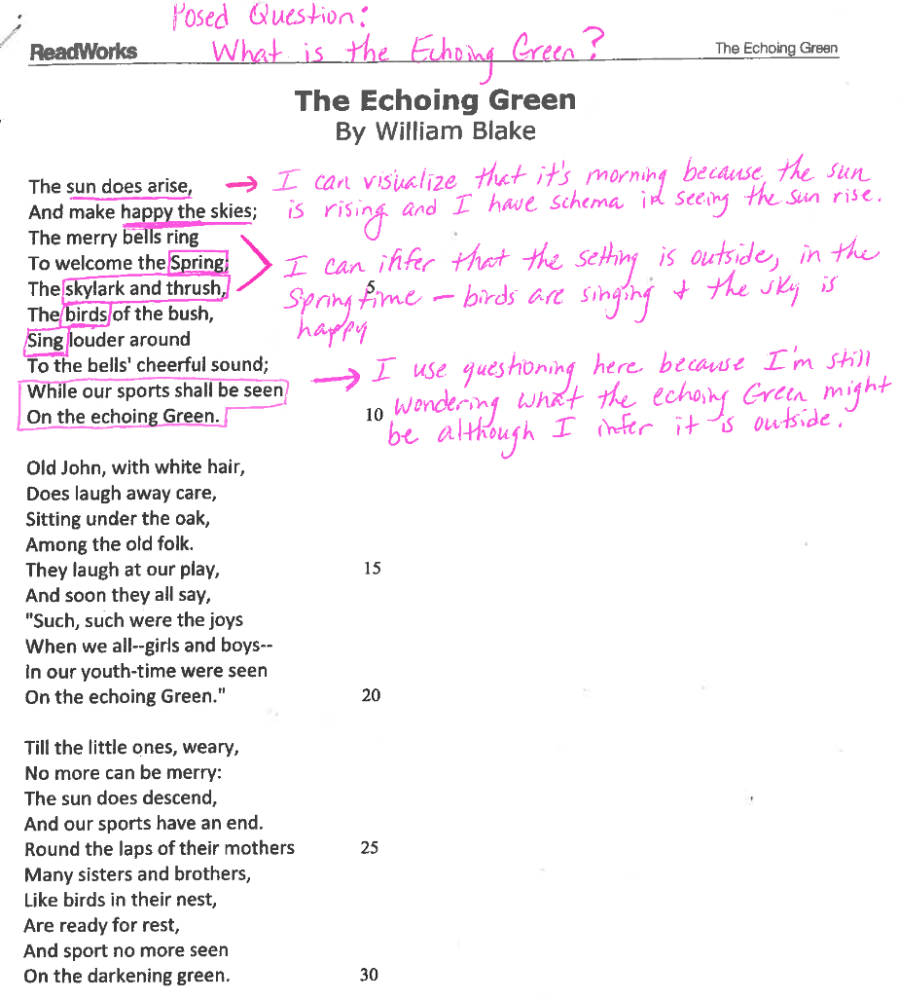 Posed Question:
What is the Echoing Green?
ReadWorks
The Echoing Green
The Echoing Green
By William Blake
The sun does arise,
And make happy the skies;
The merry bells ring
To welcome the Spring;
The skylark and thrush,
5
The birds of the bush,
Sing louder around
To the bells' cheerful sound;
While our sports shall be seen
On the echoing Green.
10
I can visualize that it's morning because the sun
is rising and I have schema in seeing the sun rise.
I can infer that the setting is outside, in the
Spring time – birds are singing + the sky is
happy
I use questioning here because I'm still
wondering what the echoing Green might
be although I infer it is outside.
Old John, with white hair,
Does laugh away care,
Sitting under the oak,
Among the old folk.
They laugh at our play,
15
And soon they all say,
"Such, such were the joys
When we all--girls and boys--
In our youth-time were seen
On the echoing Green."
20
Till the little ones, weary,
No more can be merry:
The sun does descend,
And our sports have an end.
Round the laps of their mothers
25
Many sisters and brothers,
Like birds in their nest,
Are ready for rest,
And sport no more seen
On the darkening green.
30